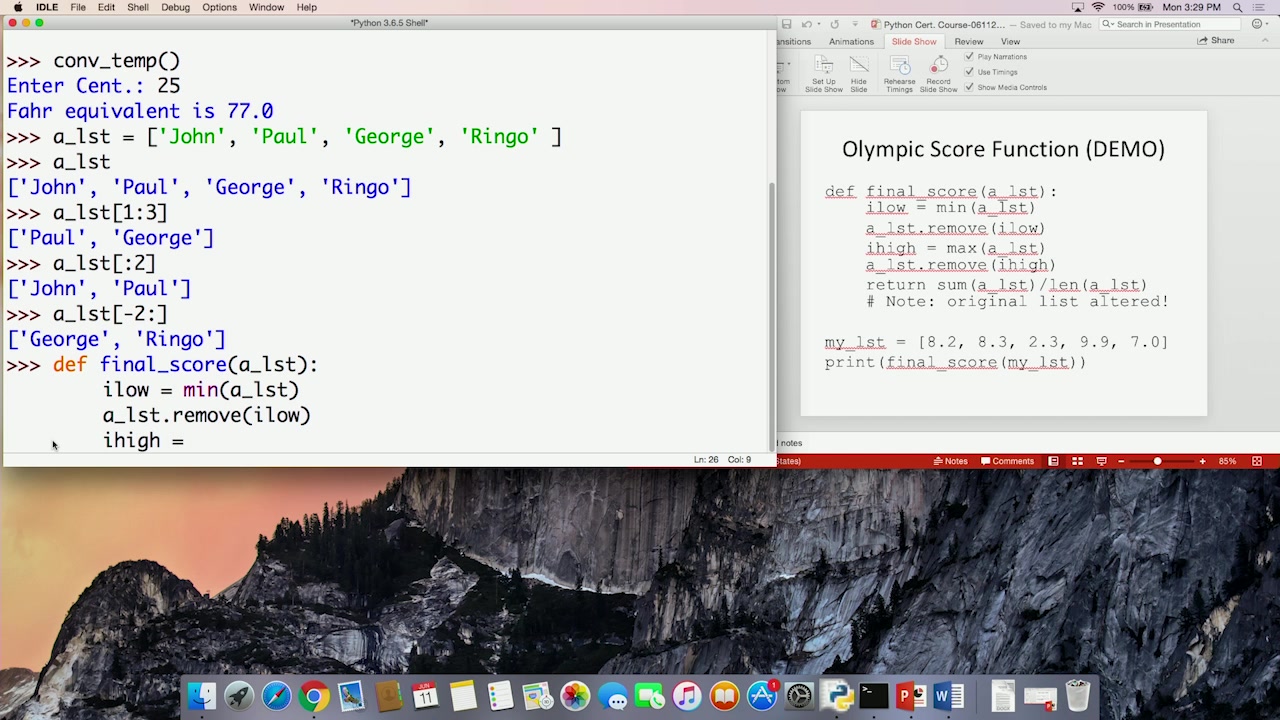 IDLE File Edit Shell Debug Options Window Help 100% Mon 3:29 PM
*Python 3.6.5 Shell*
>>> conv_temp()
Enter Cent.: 25
Fahr equivalent is 77.0
>>> a_lst = ['John', 'Paul', 'George', 'Ringo' ]
>>> a_lst
['John', 'Paul', 'George', 'Ringo']
>>> a_lst[1:3]
['Paul', 'George']
>>> a_lst[:2]
['John', 'Paul']
>>> a_lst[-2:]
['George', 'Ringo']
>>> def final_score(a_lst):
ilow = min(a_lst)
a_lst.remove(ilow)
ihigh =
Ln: 26 Col: 9
Python Cert. Course-06112... — Saved to my Mac
Search in Presentation
Animations Slide Show Review View Share
Set Up
Slide Show
Hide
Slide
Rehearse
Timings
Record
Slide Show
Play Narrations
Use Timings
Show Media Controls
Olympic Score Function (DEMO)
def final_score(a_lst):
ilow = min(a_lst)
a_lst.remove(ilow)
ihigh = max(a_lst)
a_lst.remove(ihigh)
return sum(a_lst)/len(a_lst)
# Note: original list altered!
my_lst = [8.2, 8.3, 2.3, 9.9, 7.0]
print(final_score(my_lst))
notes
States) Notes Comments 85%
JUN
11
1